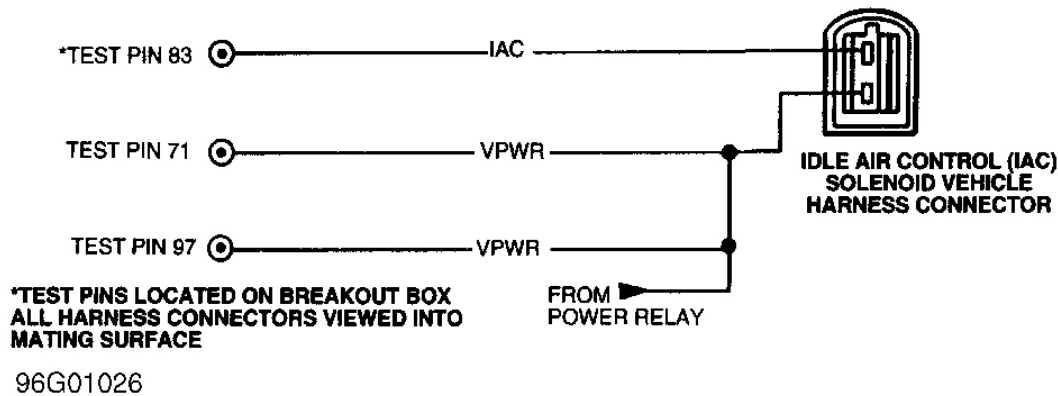 *TEST PIN 83
IAC
TEST PIN 71
VPWR
IDLE AIR CONTROL (IAC)
SOLENOID VEHICLE
HARNESS CONNECTOR
TEST PIN 97
VPWR
*TEST PINS LOCATED ON BREAKOUT BOX
ALL HARNESS CONNECTORS VIEWED INTO
MATING SURFACE
FROM
POWER RELAY
96G01026